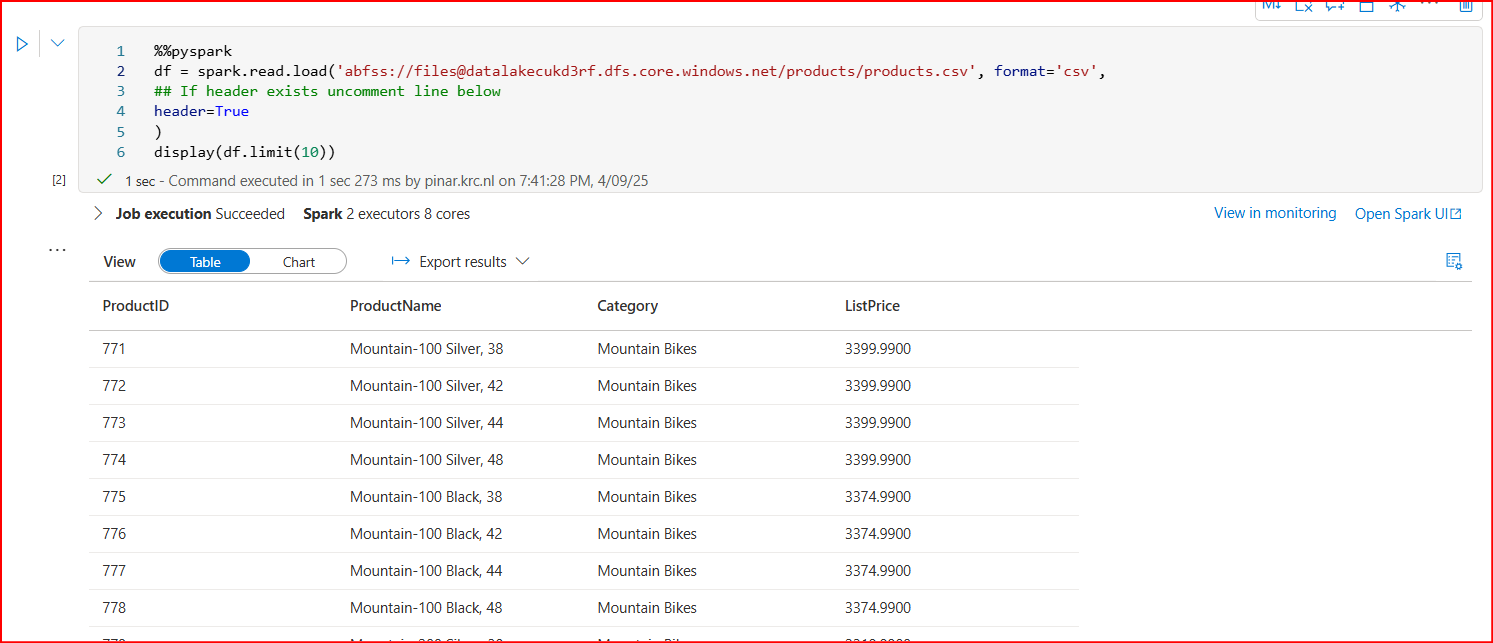 1 %%pyspark
2 df = spark.read.load('abfss://files@datalakecukd3rf.dfs.core.windows.net/products/products.csv', format='csv',
3 ## If header exists uncomment line below
4 header=True
5 )
6 display(df.limit(10))
[2] 1 sec - Command executed in 1 sec 273 ms by pinar.krc.nl on 7:41:28 PM, 4/09/25
Job execution Succeeded Spark 2 executors 8 cores View in monitoring Open Spark UI
View Table Chart Export results
ProductID ProductName Category ListPrice
771 Mountain-100 Silver, 38 Mountain Bikes 3399.9900
772 Mountain-100 Silver, 42 Mountain Bikes 3399.9900
773 Mountain-100 Silver, 44 Mountain Bikes 3399.9900
774 Mountain-100 Silver, 48 Mountain Bikes 3399.9900
775 Mountain-100 Black, 38 Mountain Bikes 3374.9900
776 Mountain-100 Black, 42 Mountain Bikes 3374.9900
777 Mountain-100 Black, 44 Mountain Bikes 3374.9900
778 Mountain-100 Black, 48 Mountain Bikes 3374.9900